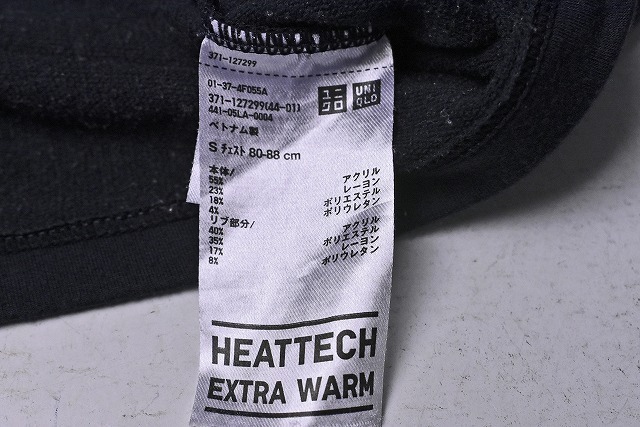 371-127299
01-37-4F055A
371-127299(44-01)
441-05LA-0004
ベトナム製
ユニ
クロ
UNI
QLO
S チェスト 80-88 cm
本体/
55% アクリル
23% レーヨン
18% ポリエステル
4% ポリウレタン
リブ部分/
40% アクリル
35% ポリエステル
17% レーヨン
8% ポリウレタン
HEATTECH
EXTRA WARM